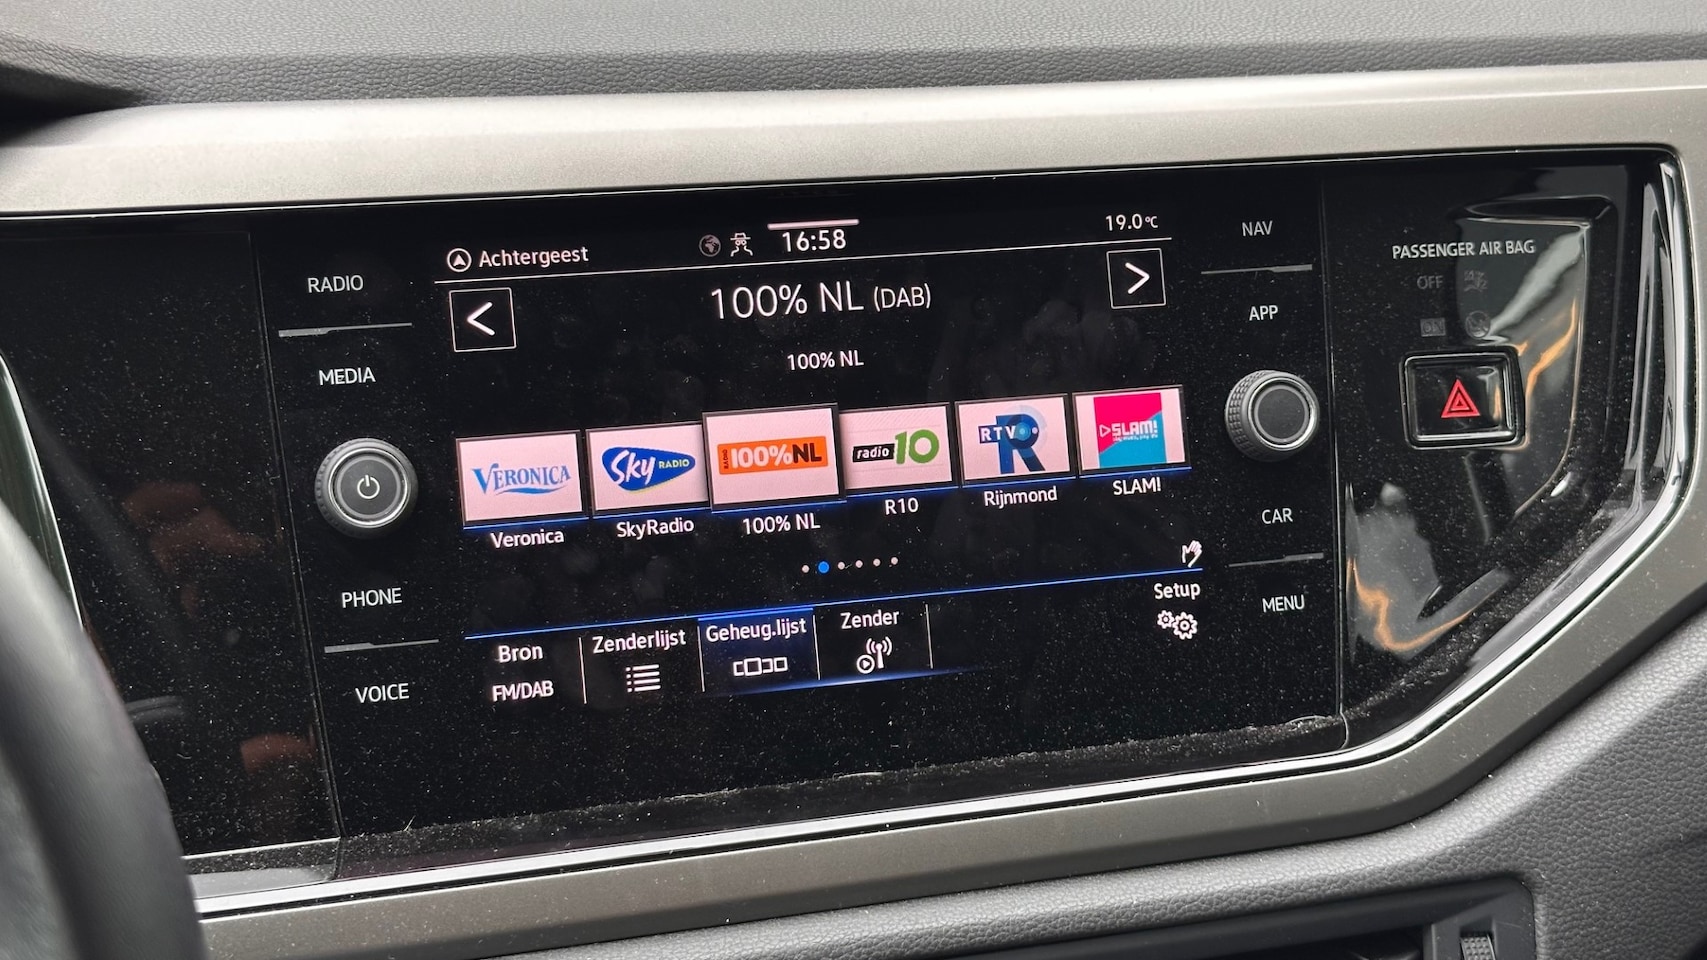 RADIO
MEDIA
PHONE
VOICE
Achtergeest
16:58
19.0°C
100% NL (DAB)
100% NL
VERONICA
Sky RADIO
RADIO 100%NL
radio 10
RTV R
SLAM!
Veronica
SkyRadio
100% NL
R10
Rijnmond
SLAM!
Bron
FM/DAB
Zenderlijst
Geheug.lijst
Zender
Setup
NAV
APP
CAR
MENU
PASSENGER AIR BAG
OFF
ON